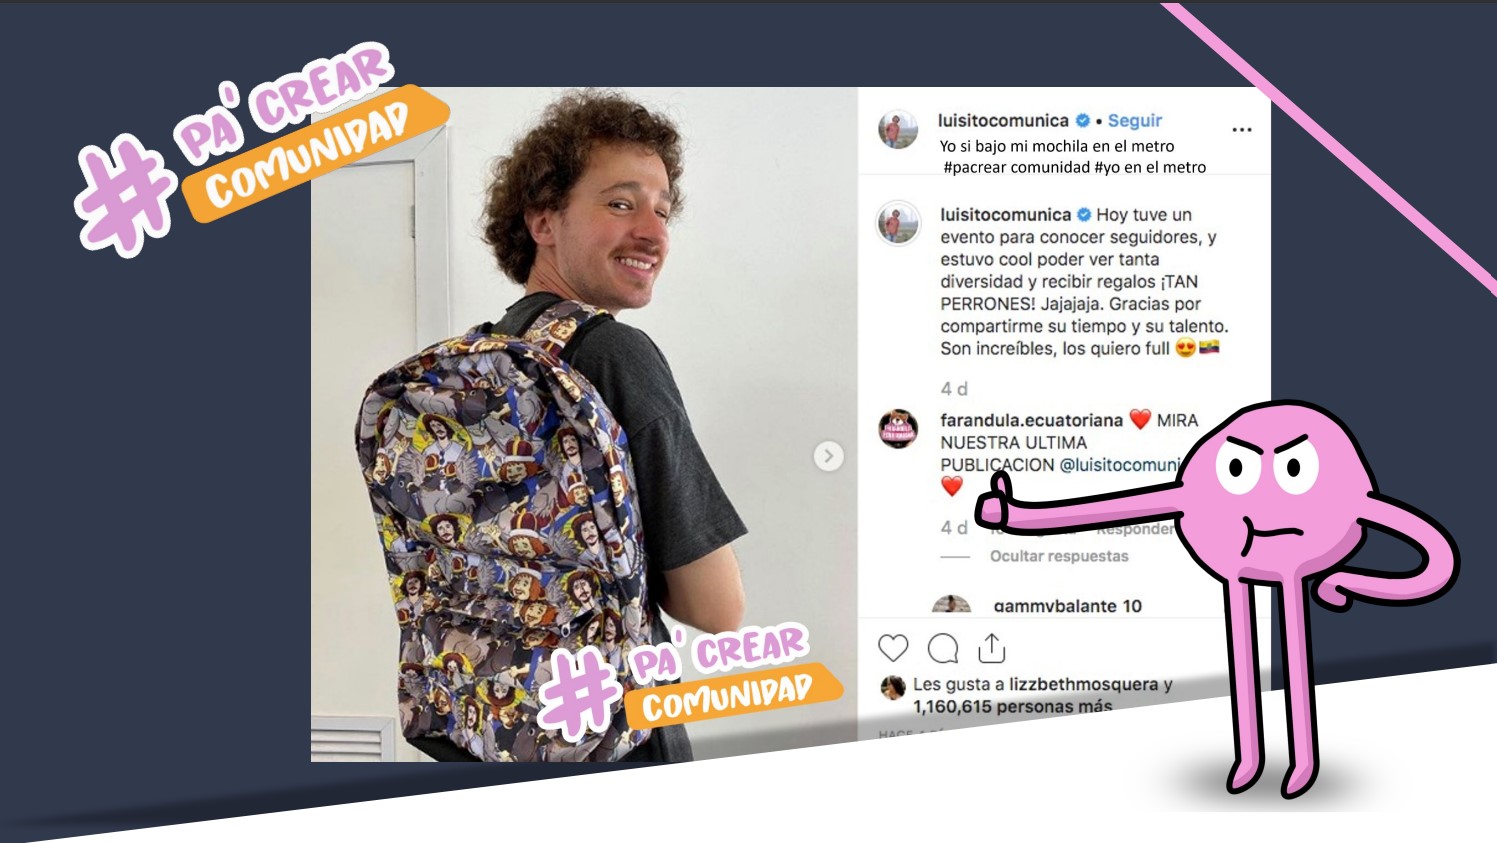 # PA' CREAR
COMUNIDAD
luisitocomunica • Seguir
Yo si bajo mi mochila en el metro
#pacrear comunidad #yo en el metro
luisitocomunica Hoy tuve un
evento para conocer seguidores, y
estuvo cool poder ver tanta
diversidad y recibir regalos ¡TAN
PERRONES! Jajajaja. Gracias por
compartirme su tiempo y su talento.
Son increíbles, los quiero full 😍🇪🇨
4 d
farandula.ecuatoriana ❤️ MIRA
NUESTRA ULTIMA
PUBLICACION @luisitocomuni
❤️
4 d Responder
Ocultar respuestas
gammybalante 10
Les gusta a lizzbethmosquera y
1,160,615 personas más
HACE
# PA' CREAR
COMUNIDAD